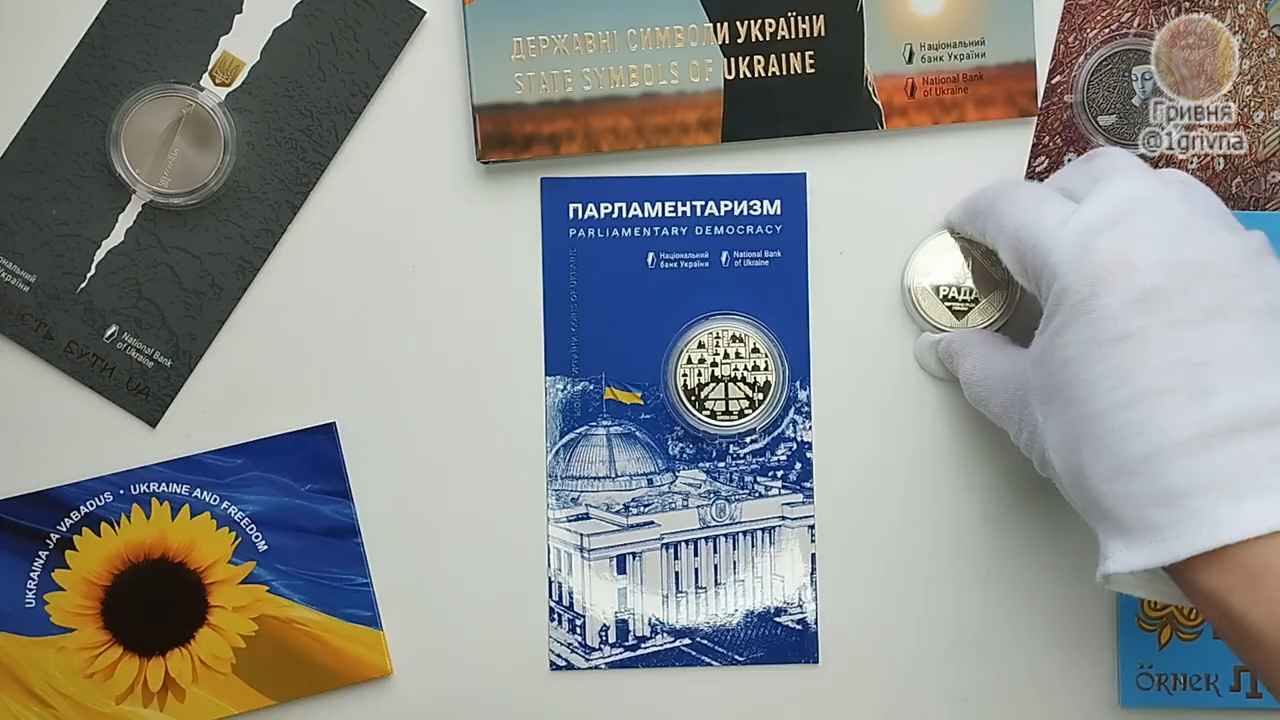 ДЕРЖАВНІ СИМВОЛИ УКРАЇНИ
STATE SYMBOLS OF UKRAINE
Національний
банк України
National Bank
of Ukraine
Гривня
@1grivna
ПАРЛАМЕНТАРИЗМ
PARLIAMENTARY DEMOCRACY
Національний
банк України
National Bank
of Ukraine
РАДА
National Bank
of Ukraine
БУТИ UA
UKRAINA JA VABADUS • UKRAINE AND FREEDOM
ÖRNEK